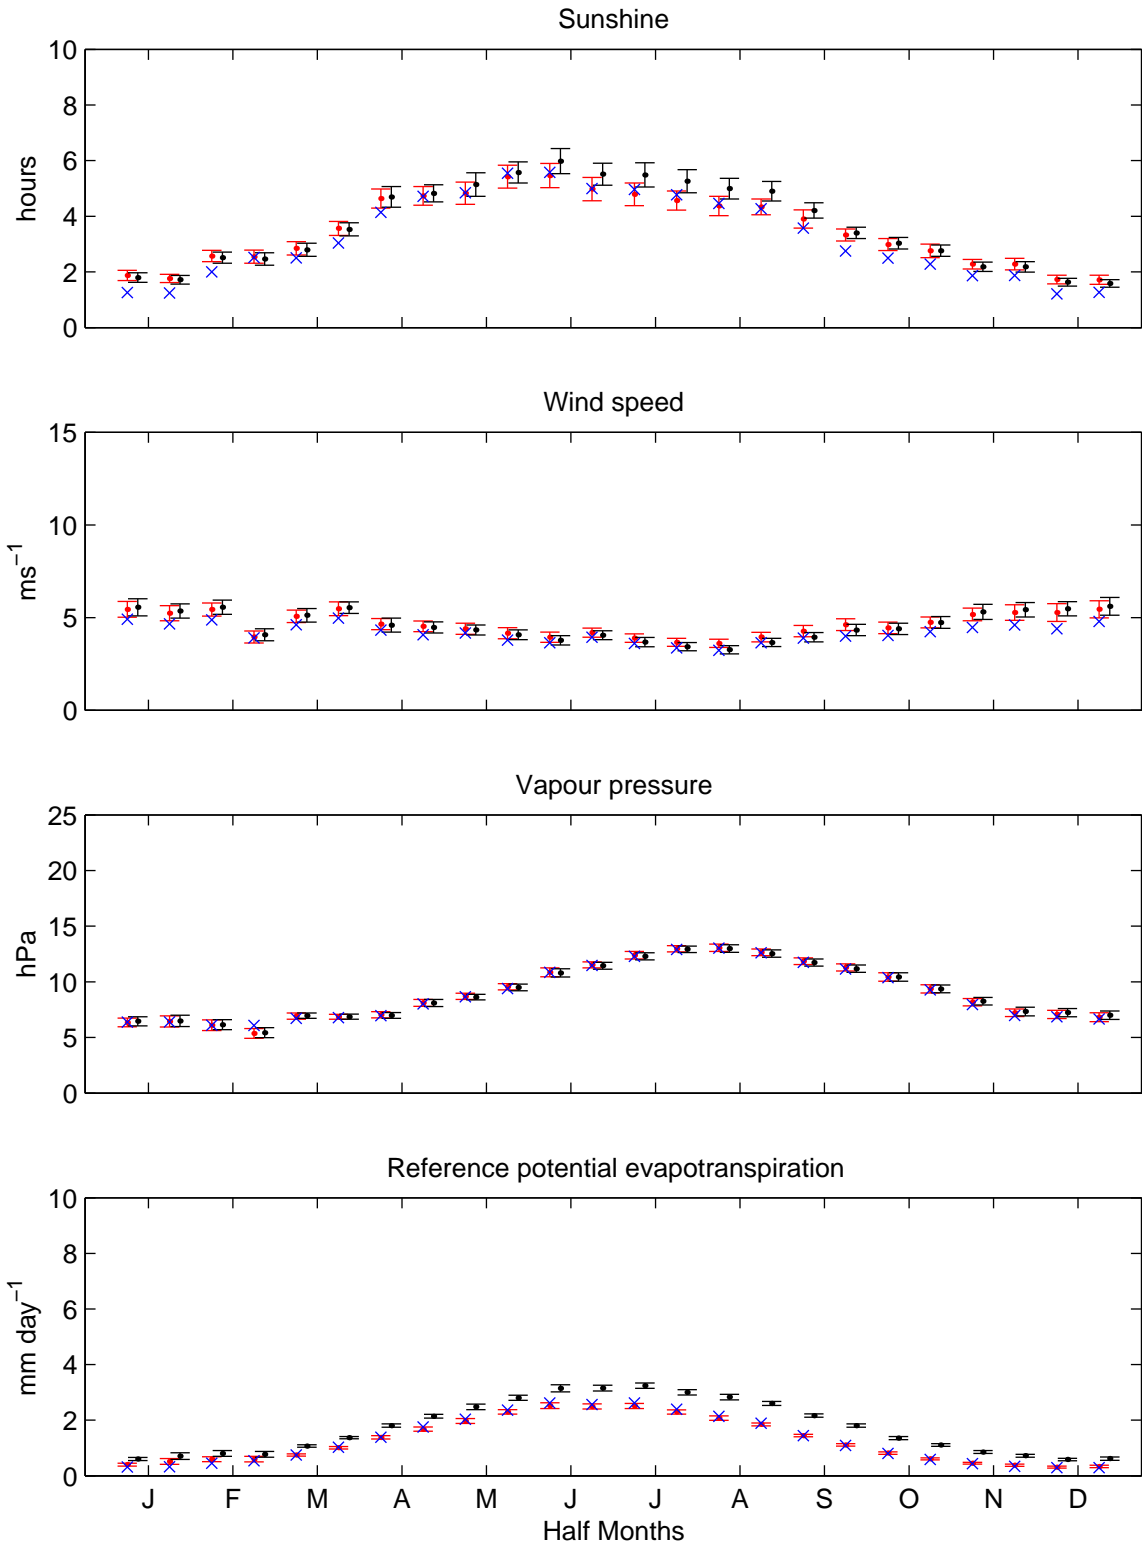 Sunshine
10
8
6
4
2
0
hours
Wind speed
15
10
5
0
ms⁻¹
Vapour pressure
25
20
15
10
5
0
hPa
Reference potential evapotranspiration
10
8
6
4
2
0
mm day⁻¹
J F M A M J J A S O N D
Half Months